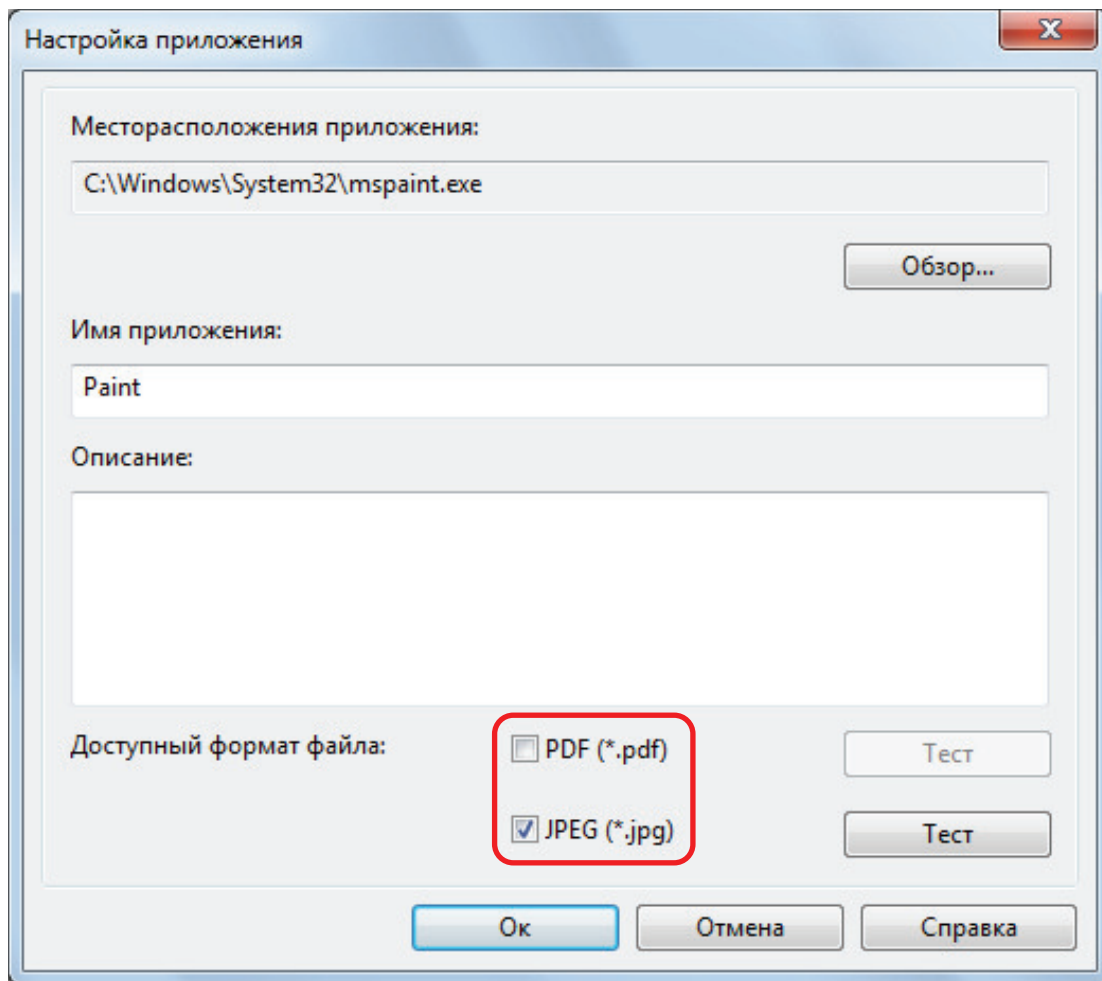 Настройка приложения
Месторасположения приложения:
C:\Windows\System32\mspaint.exe
Обзор...
Имя приложения:
Paint
Описание:
Доступный формат файла:
PDF (*.pdf)
Тест
JPEG (*.jpg)
Тест
Ок
Отмена
Справка